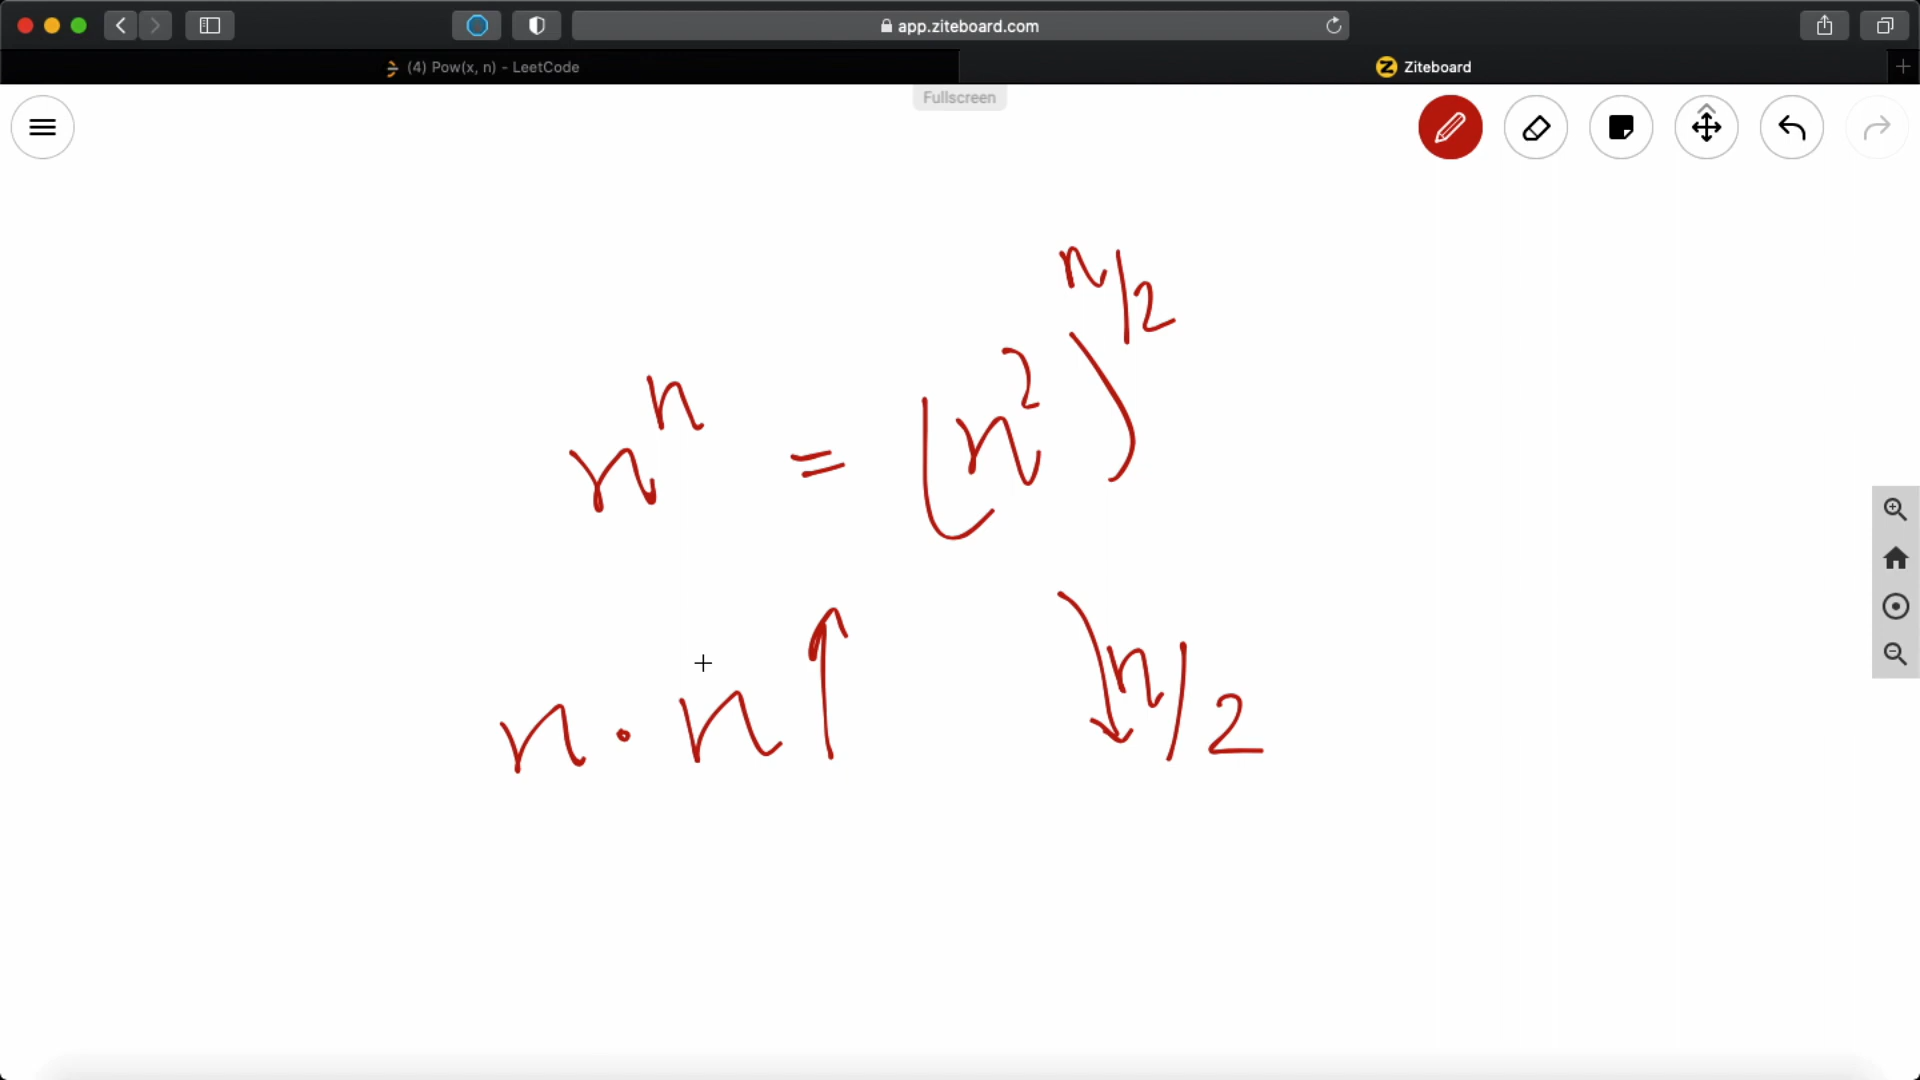 app.ziteboard.com
(4) Pow(x, n) - LeetCode
Ziteboard
Fullscreen
n^n = (n^2)^n/2
n · n ↑ ↓ n/2